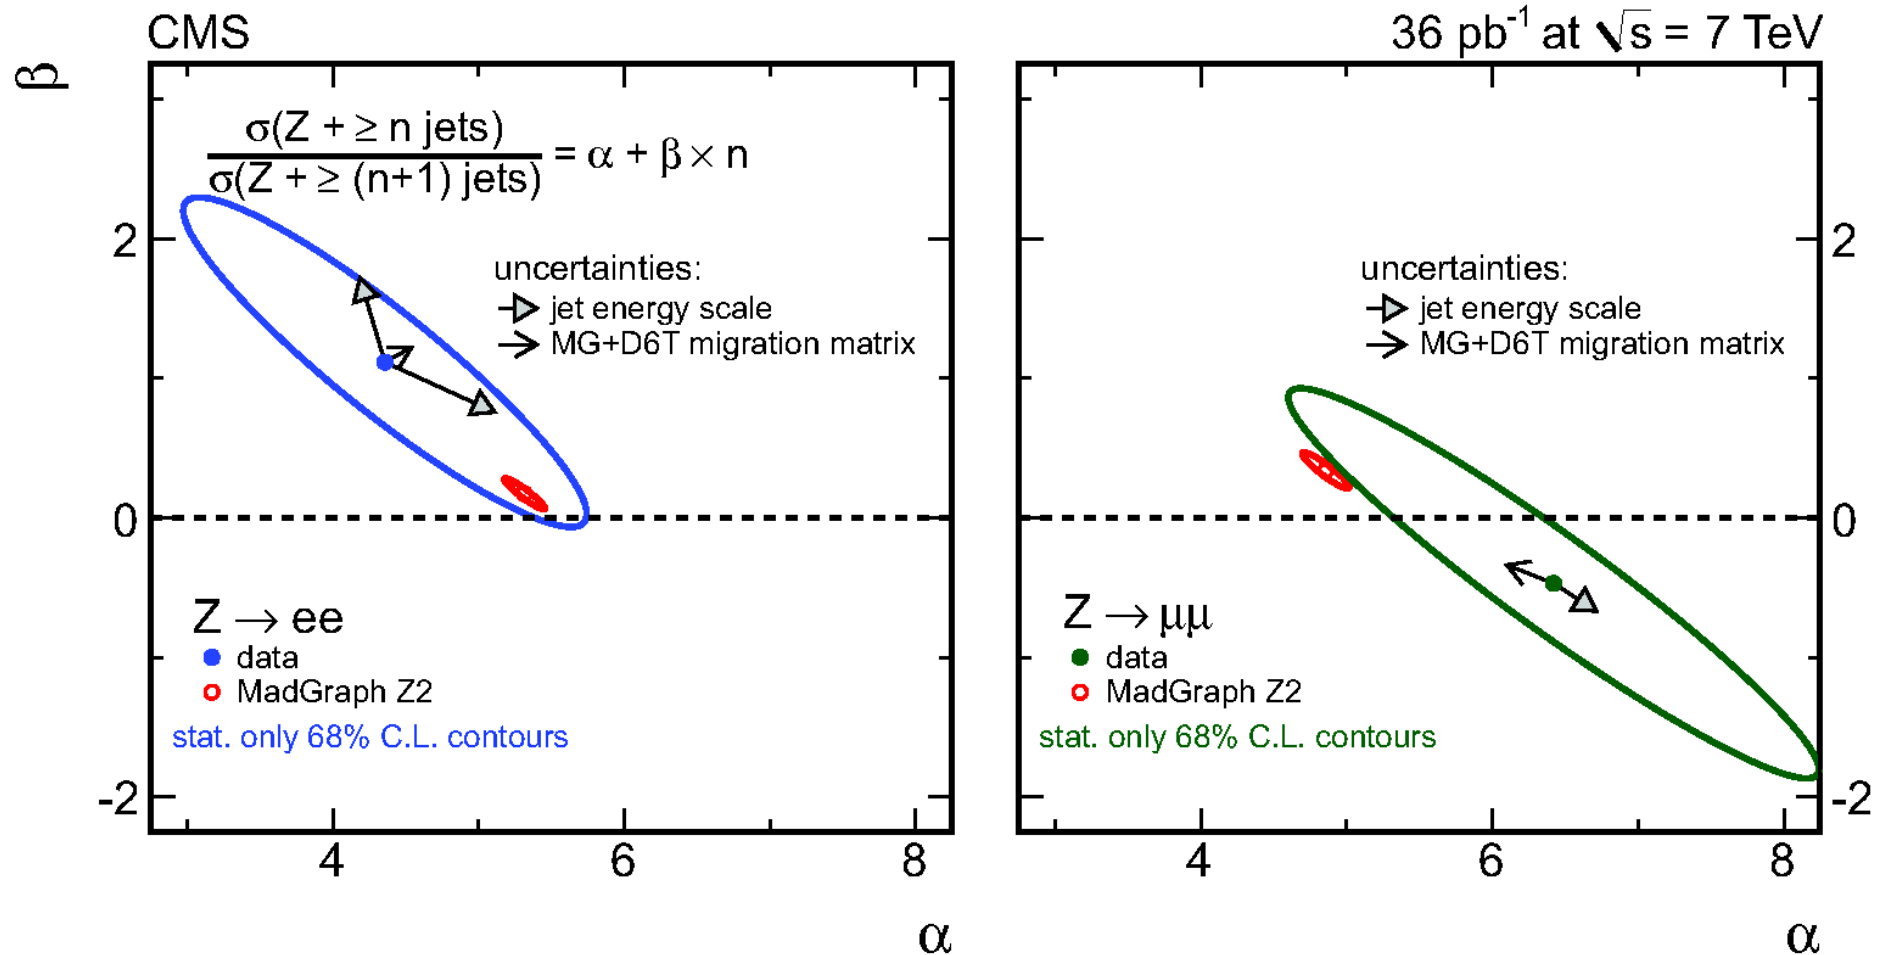 CMS
36 pb⁻¹ at √s = 7 TeV
β
σ(Z + ≥ n jets)
σ(Z + ≥ (n+1) jets)
= α + β × n
uncertainties:
jet energy scale
MG+D6T migration matrix
Z → ee
data
MadGraph Z2
stat. only 68% C.L. contours
2
0
-2
4 6 8
α
uncertainties:
jet energy scale
MG+D6T migration matrix
Z → μμ
data
MadGraph Z2
stat. only 68% C.L. contours
2
0
-2
4 6 8
α